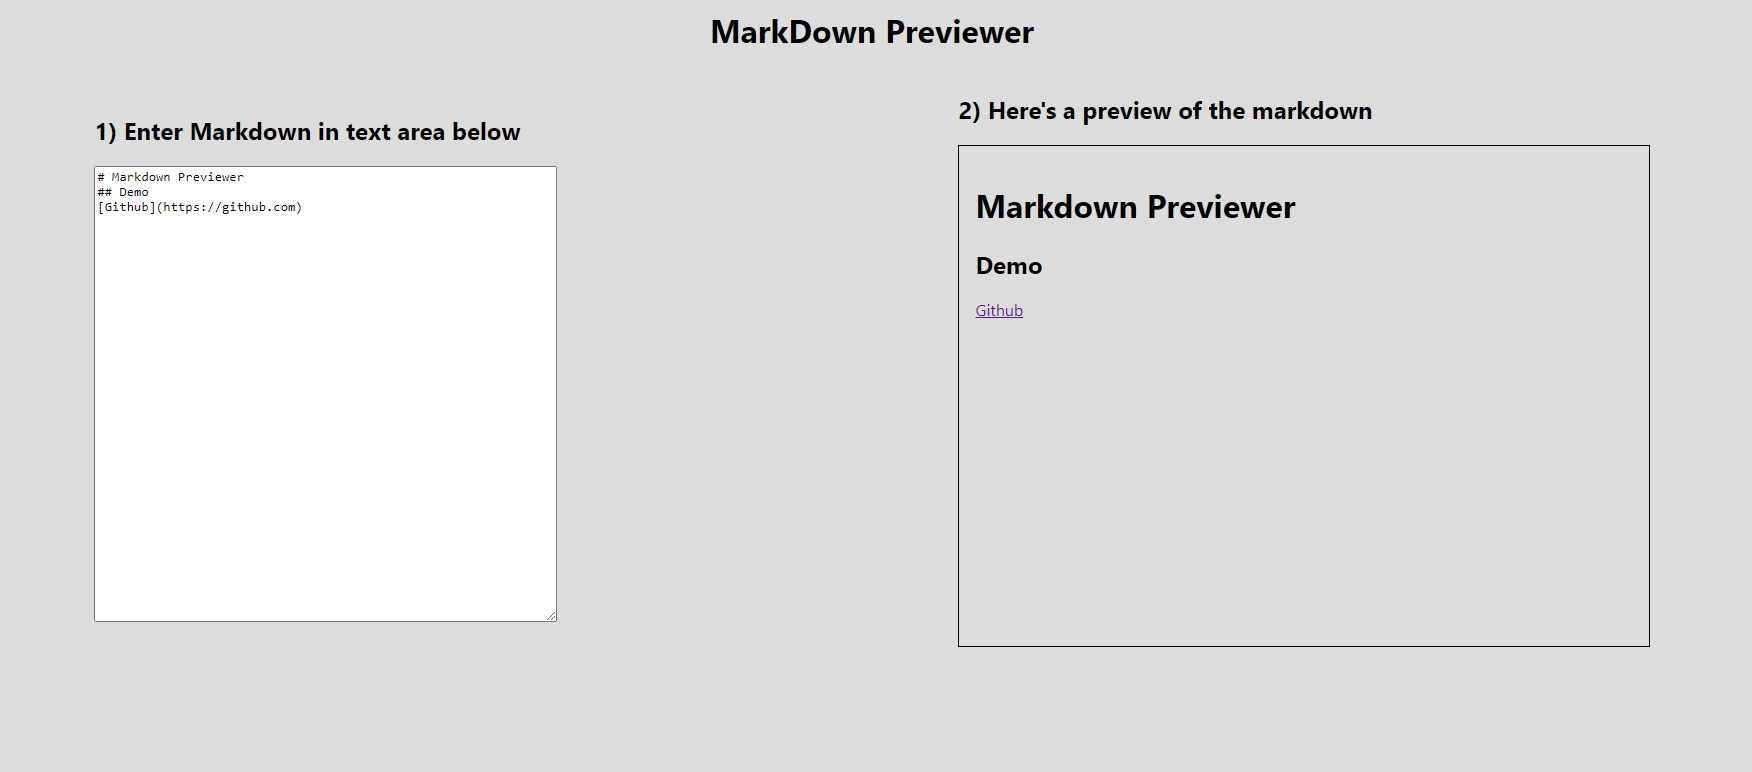 MarkDown Previewer
1) Enter Markdown in text area below
# Markdown Previewer
## Demo
[Github](https://github.com)
2) Here's a preview of the markdown
Markdown Previewer
Demo
Github